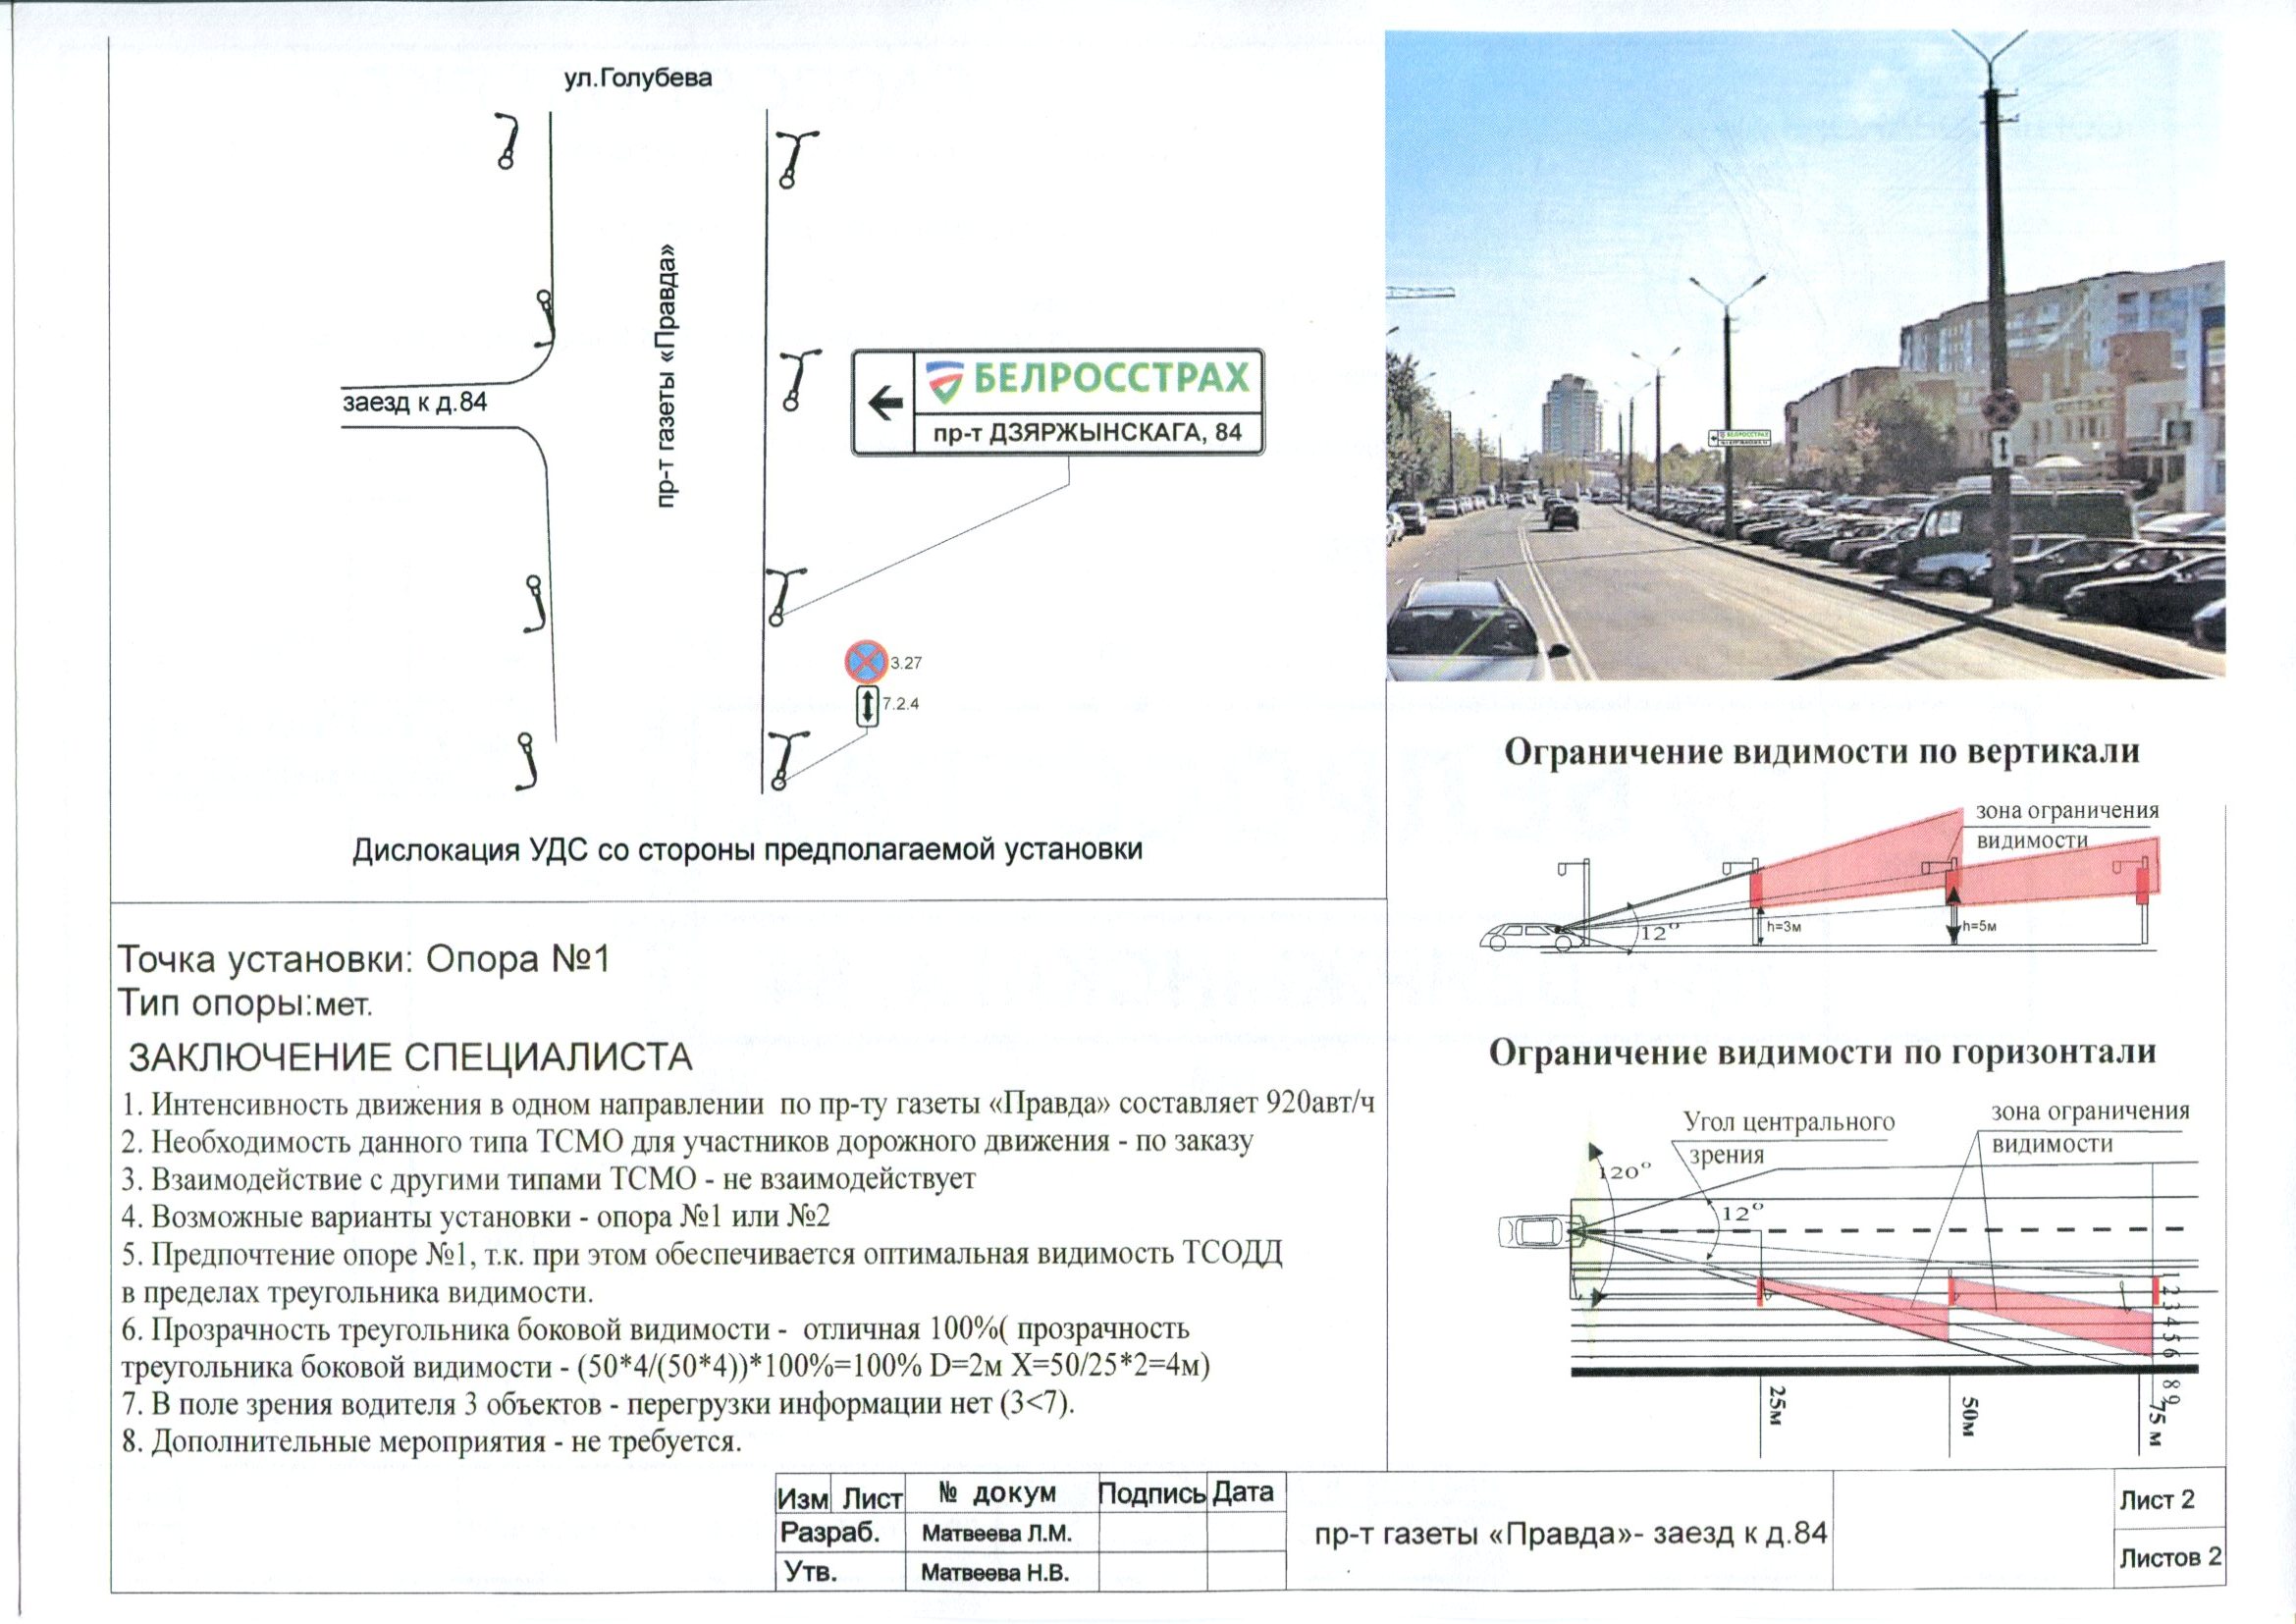 ул.Голубева
пр-т газеты «Правда»
заезд к д.84
БЕЛРОССТРАХ
пр-т ДЗЯРЖЫНСКАГА, 84
3.27
7.2.4
Дислокация УДС со стороны предполагаемой установки
БЕЛРОССТРАХ
Ограничение видимости по вертикали
зона ограничения
видимости
12°
h=3м
h=5м
Точка установки: Опора №1
Тип опоры:мет.
ЗАКЛЮЧЕНИЕ СПЕЦИАЛИСТА
1. Интенсивность движения в одном направлении по пр-ту газеты «Правда» составляет 920авт/ч
2. Необходимость данного типа ТСМО для участников дорожного движения - по заказу
3. Взаимодействие с другими типами ТСМО - не взаимодействует
4. Возможные варианты установки - опора №1 или №2
5. Предпочтение опоре №1, т.к. при этом обеспечивается оптимальная видимость ТСОДД
в пределах треугольника видимости.
6. Прозрачность треугольника боковой видимости - отличная 100%( прозрачность
треугольника боковой видимости - (50*4/(50*4))*100%=100% D=2м X=50/25*2=4м)
7. В поле зрения водителя 3 объектов - перегрузки информации нет (3<7).
8. Дополнительные мероприятия - не требуется.
Ограничение видимости по горизонтали
Угол центрального
зрения
зона ограничения
видимости
120°
12°
1 2 3 4 5 6 8 9
25м
50м
75 м
Изм Лист № докум Подпись Дата
Разраб. Матвеева Л.М.
Утв. Матвеева Н.В.
пр-т газеты «Правда»- заезд к д.84
Лист 2
Листов 2